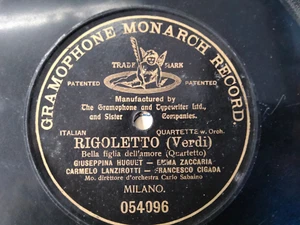 GRAMOPHONE MONARCH RECORD.
TRADE MARK
PATENTED PATENTED
Manufactured by
The Gramophone and Typewriter Ltd.,
and Sister Companies.
ITALIAN QUARTETTE w. Orch.
RIGOLETTO (Verdi)
Bella figlia dell'amore (Quartetto)
GIUSEPPINA HUGUET - EMMA ZACCARIA
CARMELO LANZIROTTI - FRANCESCO CIGADA
Mo. direttore d'orchestra Carlo Sabaino
MILANO.
054096